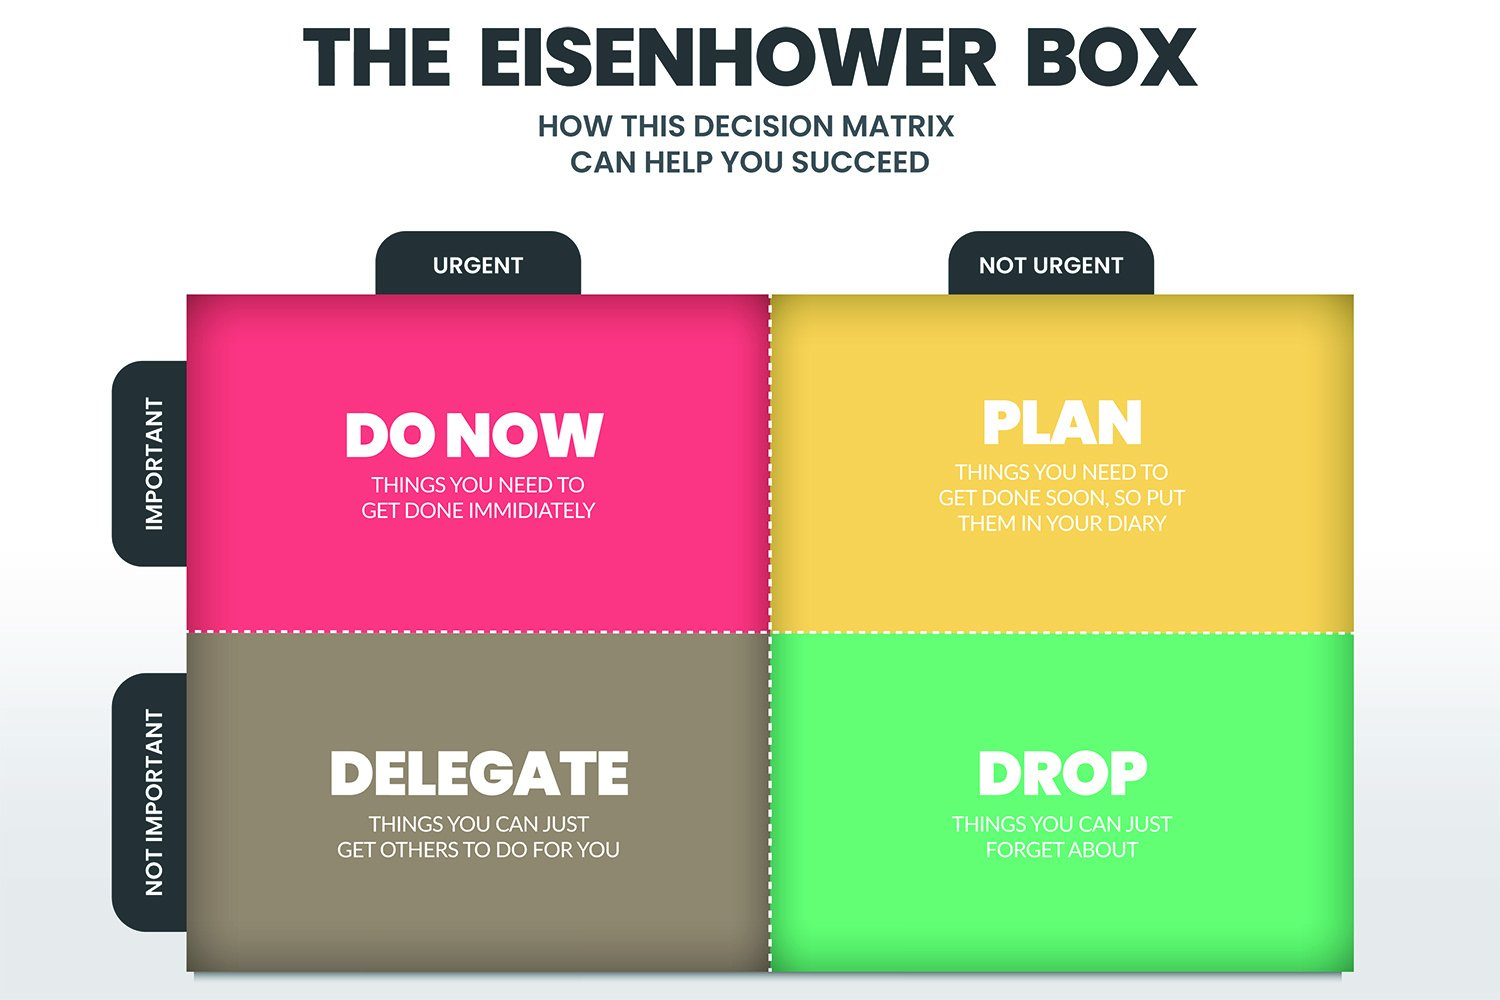 THE EISENHOWER BOX
HOW THIS DECISION MATRIX
CAN HELP YOU SUCCEED
URGENT
NOT URGENT
IMPORTANT
DO NOW
THINGS YOU NEED TO
GET DONE IMMIDIATELY
PLAN
THINGS YOU NEED TO
GET DONE SOON, SO PUT
THEM IN YOUR DIARY
NOT IMPORTANT
DELEGATE
THINGS YOU CAN JUST
GET OTHERS TO DO FOR YOU
DROP
THINGS YOU CAN JUST
FORGET ABOUT